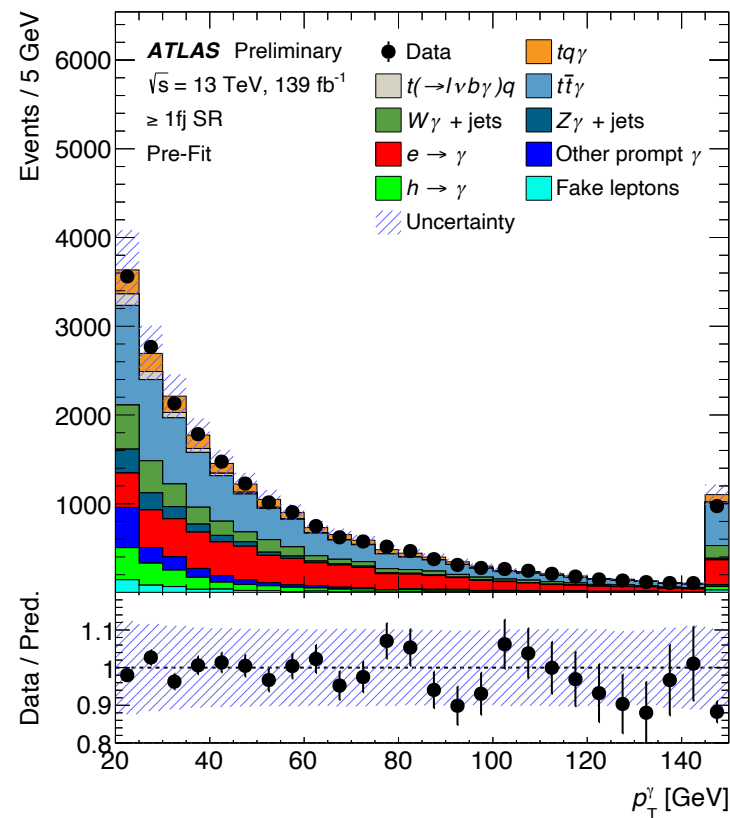 Events / 5 GeV
6000
5000
4000
3000
2000
1000
ATLAS Preliminary
√s = 13 TeV, 139 fb⁻¹
≥ 1fj SR
Pre-Fit
Data
tqγ
t(→lνbγ)q
tt̄γ
Wγ + jets
Zγ + jets
e → γ
Other prompt γ
h → γ
Fake leptons
Uncertainty
Data / Pred.
1.1
1
0.9
0.8
20 40 60 80 100 120 140
p_T^γ [GeV]